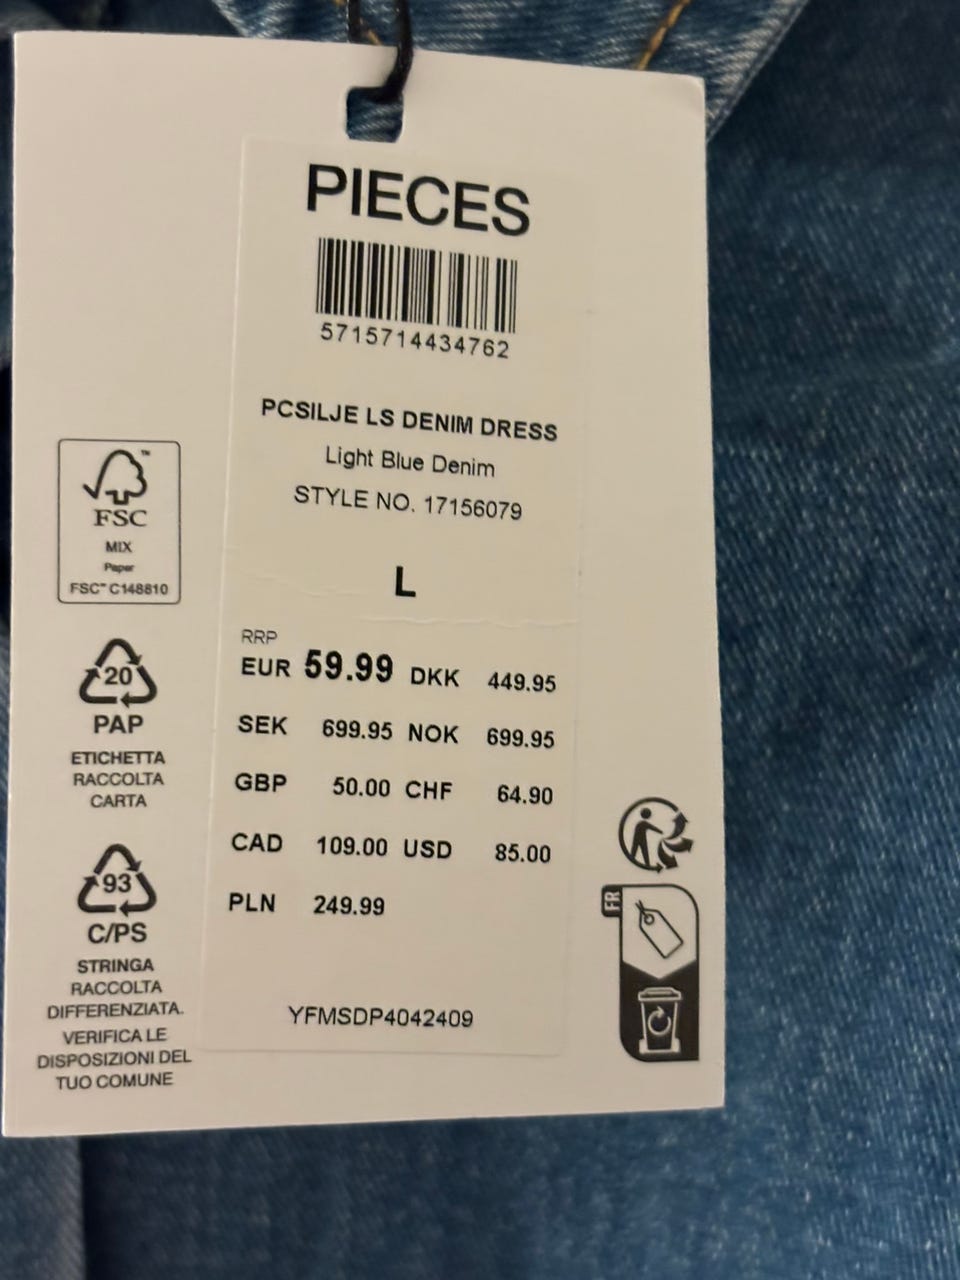 PIECES
5715714434762
PCSILJE LS DENIM DRESS
Light Blue Denim
STYLE NO. 17156079
L
RRP
EUR 59.99 DKK 449.95
SEK 699.95 NOK 699.95
GBP 50.00 CHF 64.90
CAD 109.00 USD 85.00
PLN 249.99
YFMSDP4042409
™
FSC
MIX
Paper
FSC™ C148810
20
PAP
ETICHETTA
RACCOLTA
CARTA
93
C/PS
STRINGA
RACCOLTA
DIFFERENZIATA.
VERIFICA LE
DISPOSIZIONI DEL
TUO COMUNE
FR